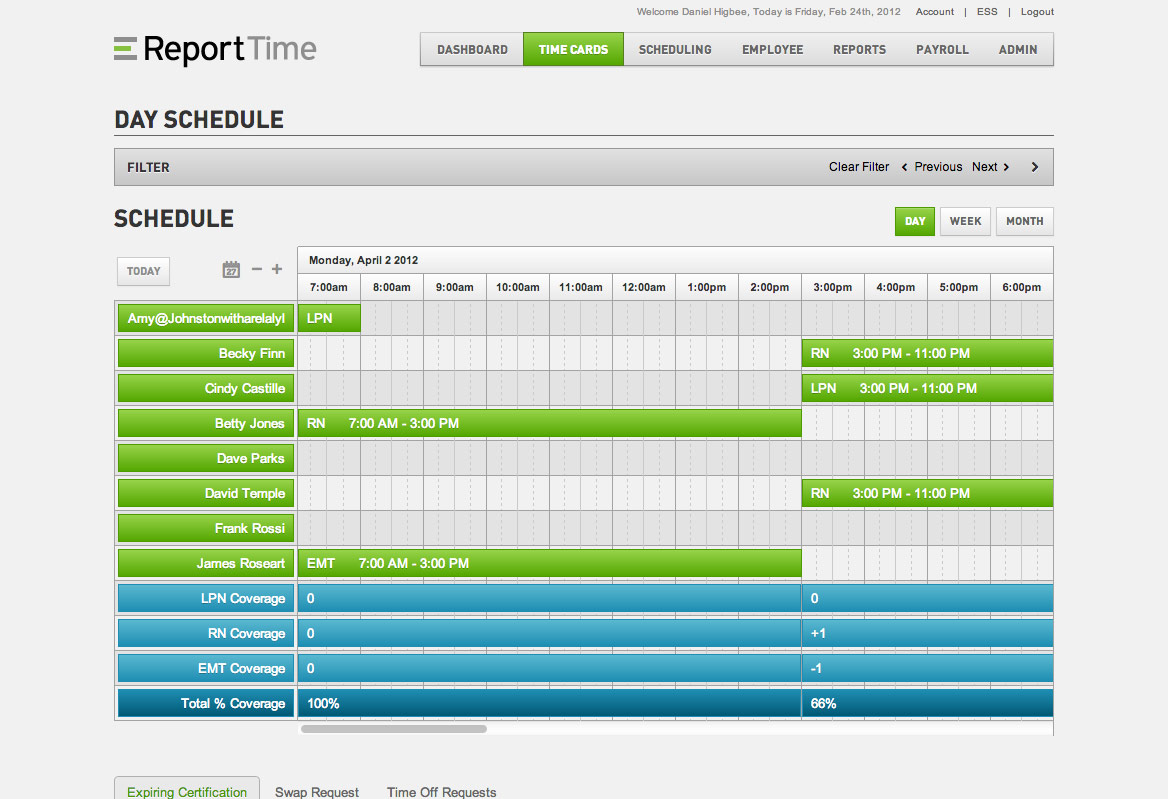 Welcome Daniel Higbee, Today is Friday, Feb 24th, 2012 Account | ESS | Logout
ReportTime
DASHBOARD TIME CARDS SCHEDULING EMPLOYEE REPORTS PAYROLL ADMIN
DAY SCHEDULE
FILTER Clear Filter < Previous Next > >
SCHEDULE DAY WEEK MONTH
TODAY 27 − + Monday, April 2 2012
7:00am 8:00am 9:00am 10:00am 11:00am 12:00am 1:00pm 2:00pm 3:00pm 4:00pm 5:00pm 6:00pm
Amy@Johnstonwitharelalyl LPN
Becky Finn RN 3:00 PM - 11:00 PM
Cindy Castille LPN 3:00 PM - 11:00 PM
Betty Jones RN 7:00 AM - 3:00 PM
Dave Parks
David Temple RN 3:00 PM - 11:00 PM
Frank Rossi
James Roseart EMT 7:00 AM - 3:00 PM
LPN Coverage 0 0
RN Coverage 0 +1
EMT Coverage 0 -1
Total % Coverage 100% 66%
Expiring Certification Swap Request Time Off Requests